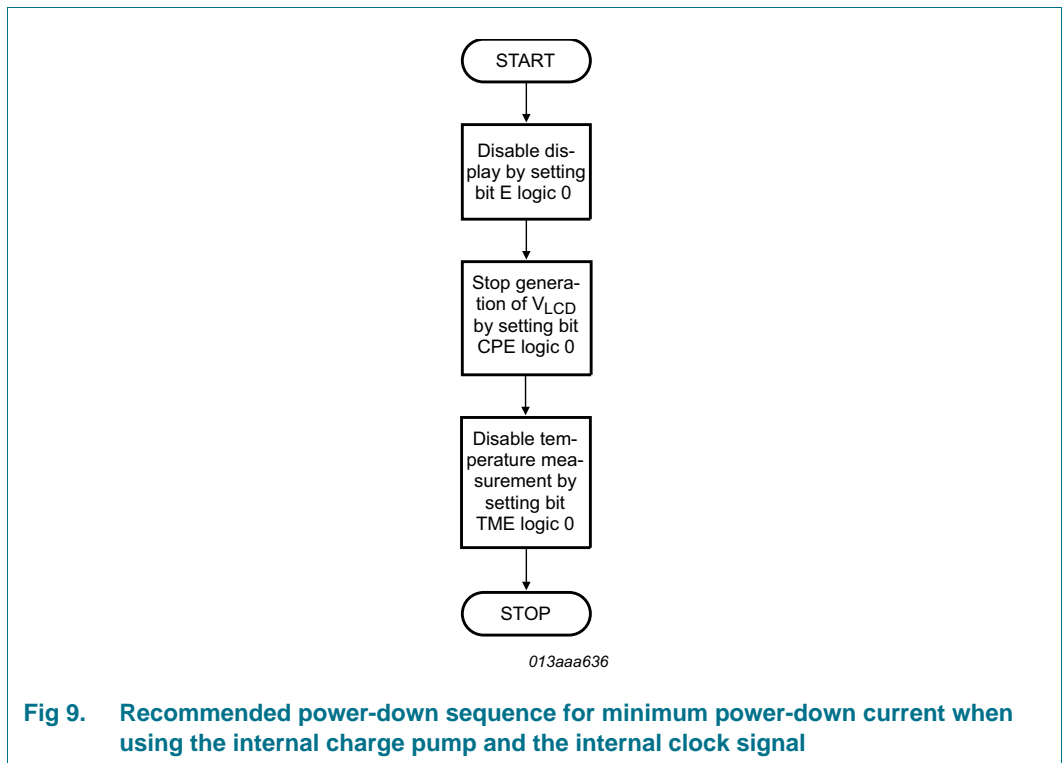 START
Disable dis-
play by setting
bit E logic 0
Stop genera-
tion of VLCD
by setting bit
CPE logic 0
Disable tem-
perature mea-
surement by
setting bit
TME logic 0
STOP
013aaa636
Fig 9. Recommended power-down sequence for minimum power-down current when
using the internal charge pump and the internal clock signal